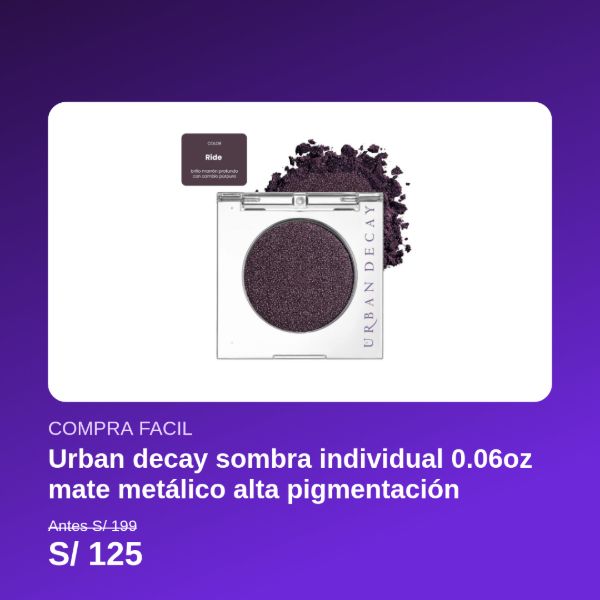 COLOR
Ride
brillo marrón profundo
con cambio púrpura
URBAN DECAY
COMPRA FACIL
Urban decay sombra individual 0.06oz
mate metálico alta pigmentación
Antes S/ 199
S/ 125